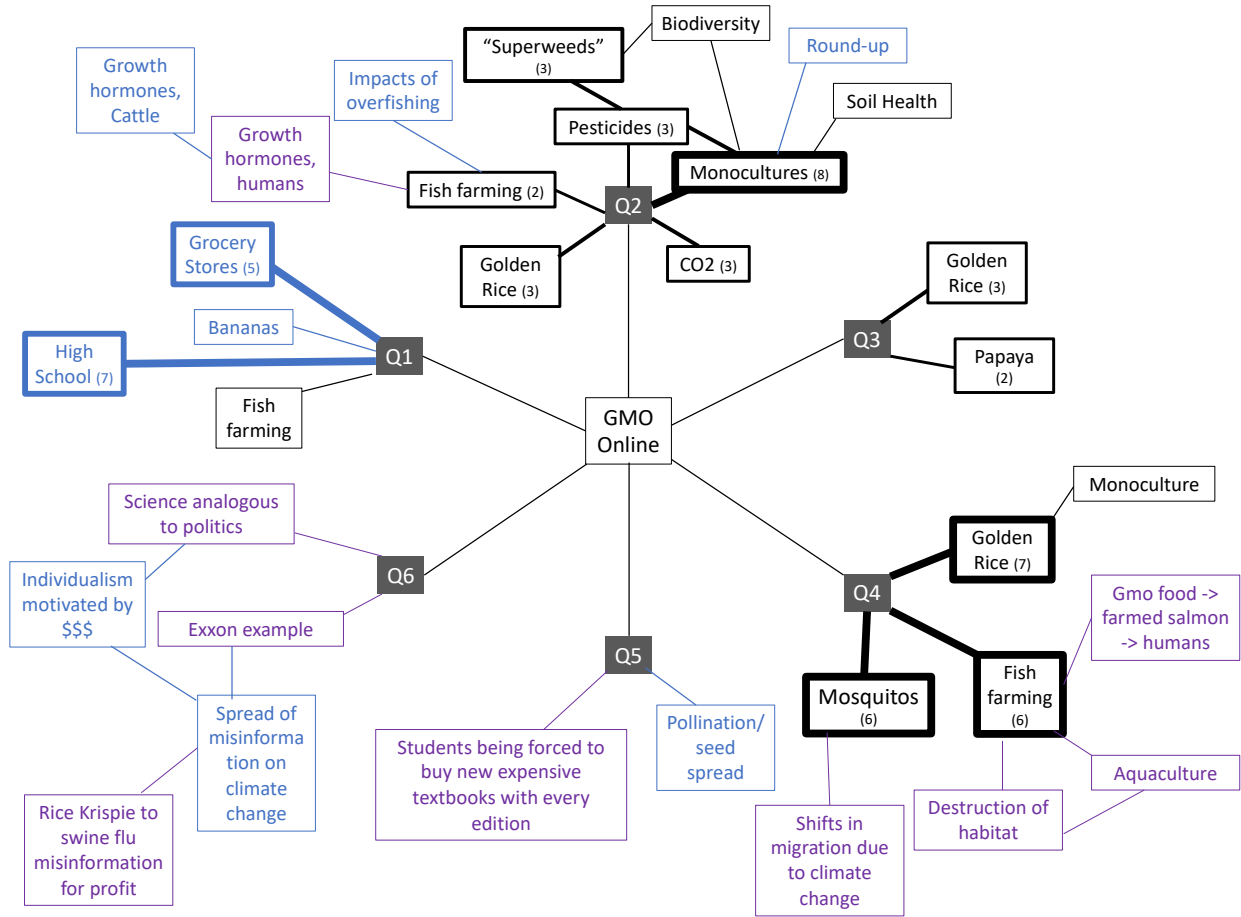 Biodiversity
“Superweeds”
(3)
Round-up
Growth
hormones,
Cattle
Impacts of
overfishing
Soil Health
Growth
hormones,
humans
Pesticides (3)
Monocultures (8)
Fish farming (2)
Q2
Grocery
Stores (5)
Golden
Rice (3)
CO2 (3)
Golden
Rice (3)
Bananas
Q1
High
School (7)
Q3
Papaya
(2)
Fish
farming
GMO
Online
Monoculture
Science analogous
to politics
Golden
Rice (7)
Q6
Individualism
motivated by
$$$
Q4
Gmo food ->
farmed salmon
-> humans
Exxon example
Q5
Mosquitos
(6)
Fish
farming
(6)
Spread of
misinforma
tion on
climate
change
Pollination/
seed
spread
Students being forced to
buy new expensive
textbooks with every
edition
Aquaculture
Rice Krispie to
swine flu
misinformation
for profit
Shifts in
migration due
to climate
change
Destruction of
habitat